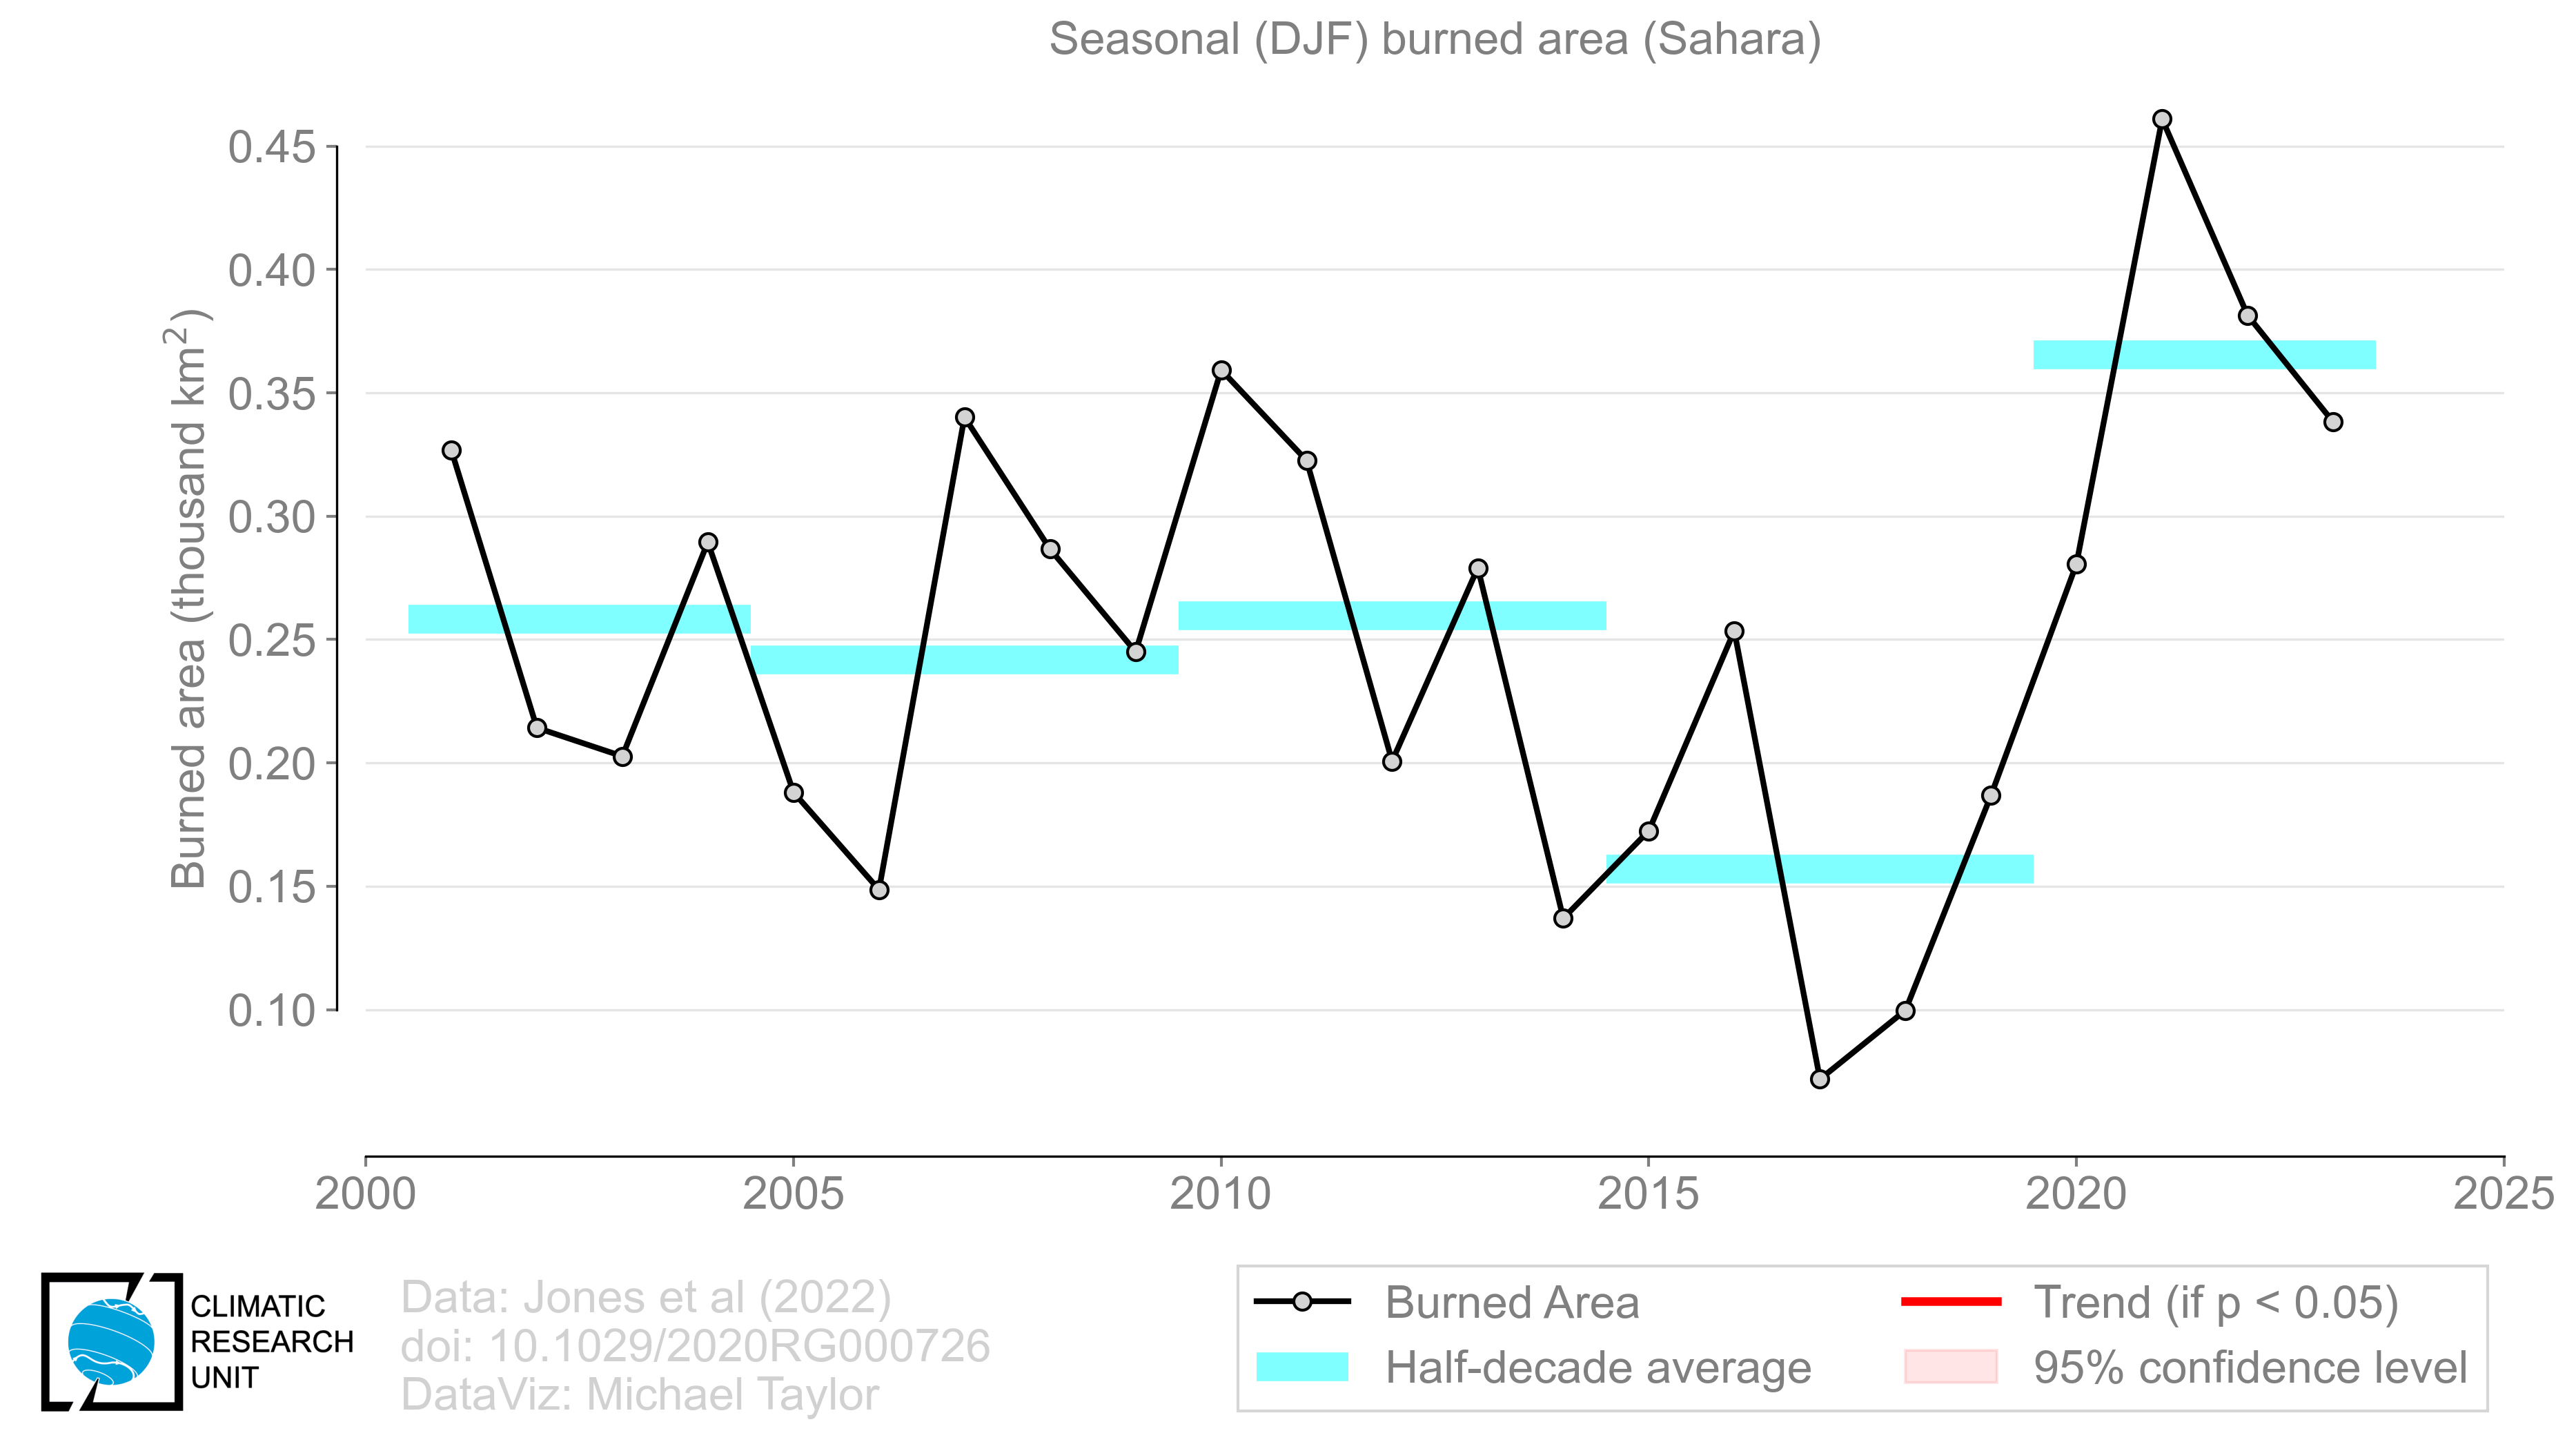 Seasonal (DJF) burned area (Sahara)
Burned area (thousand km²)
0.45
0.40
0.35
0.30
0.25
0.20
0.15
0.10
2000
2005
2010
2015
2020
2025
CLIMATIC
RESEARCH
UNIT
Data: Jones et al (2022)
doi: 10.1029/2020RG000726
DataViz: Michael Taylor
Burned Area
Half-decade average
Trend (if p < 0.05)
95% confidence level